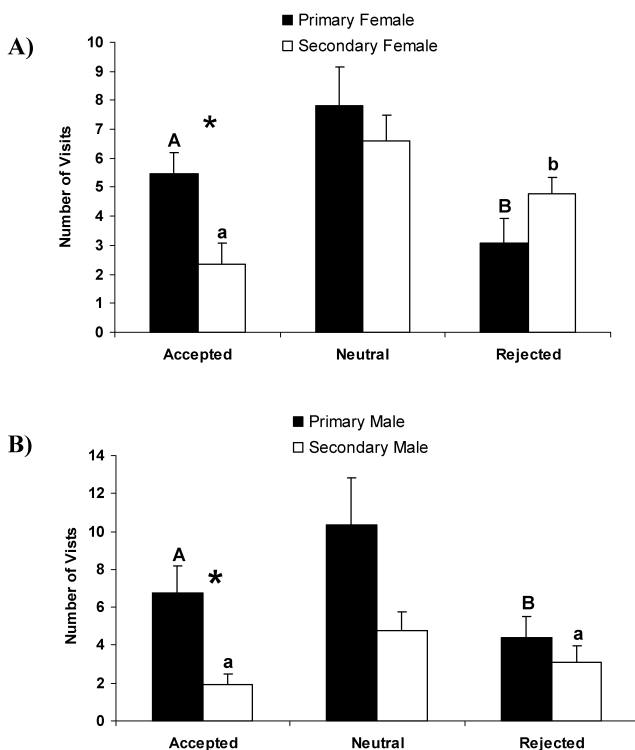 A)
Primary Female
Secondary Female
Number of Visits
10
9
8
7
6
5
4
3
2
1
0
A
*
a
B
b
Accepted Neutral Rejected
B)
Primary Male
Secondary Male
Number of Vists
14
12
10
8
6
4
2
0
A
*
a
B
a
Accepted Neutral Rejected